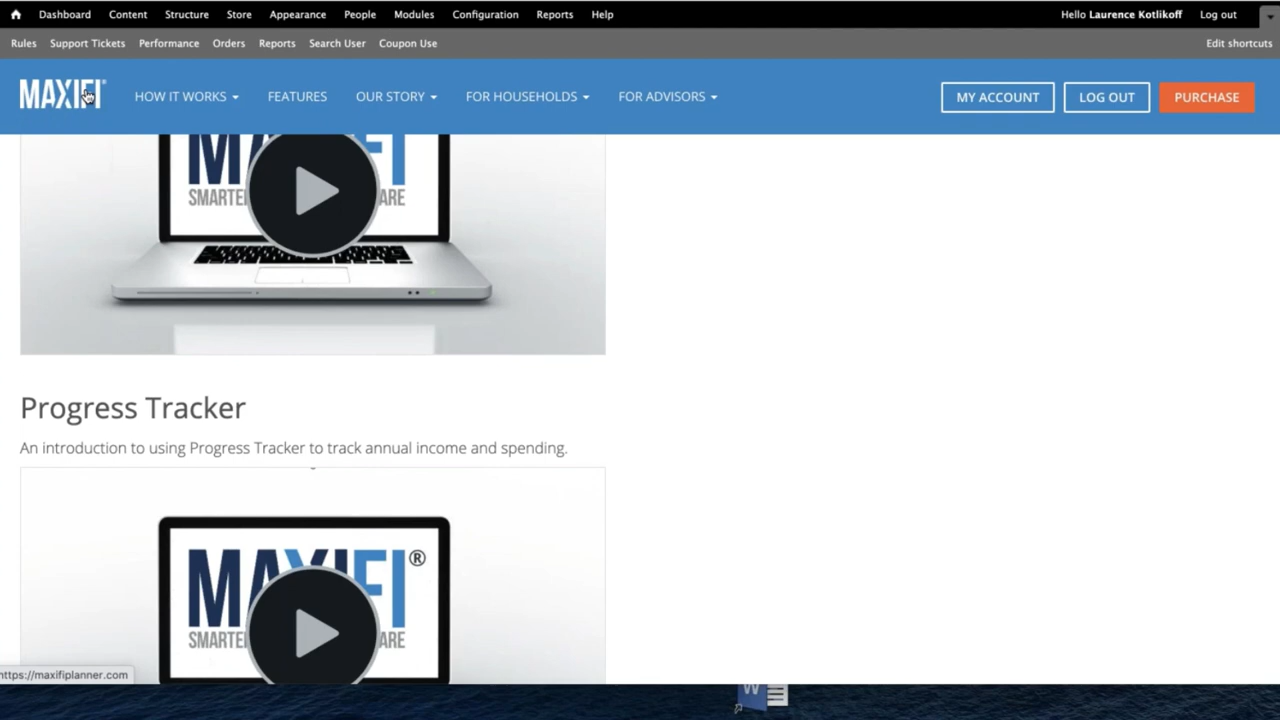 Dashboard Content Structure Store Appearance People Modules Configuration Reports Help Hello Laurence Kotlikoff Log out
Rules Support Tickets Performance Orders Reports Search User Coupon Use Edit shortcuts
MAXIFI® HOW IT WORKS FEATURES OUR STORY FOR HOUSEHOLDS FOR ADVISORS MY ACCOUNT LOG OUT PURCHASE
Progress Tracker
An introduction to using Progress Tracker to track annual income and spending.
MAXIFI®
https://maxifiplanner.com
W